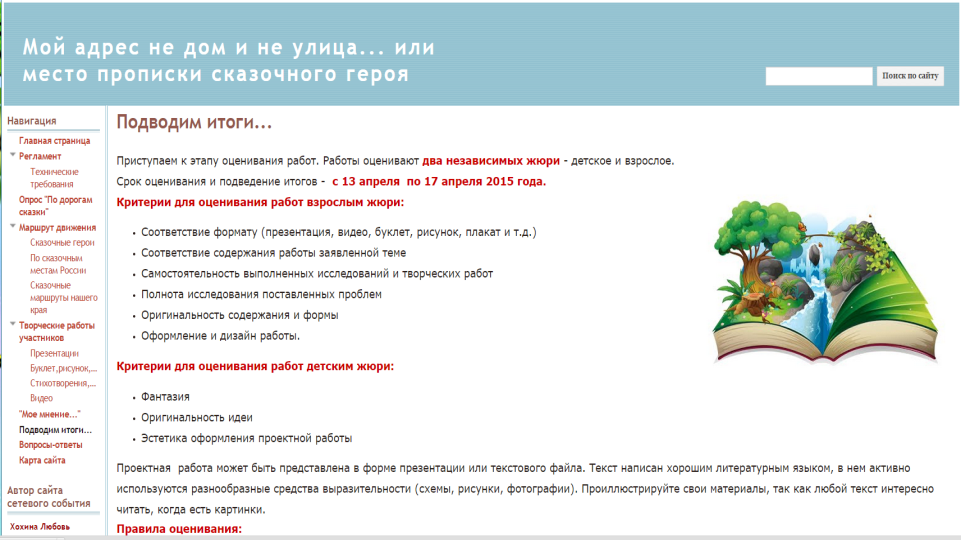 Мой адрес не дом и не улица... или
место прописки сказочного героя
Поиск по сайту
Навигация
Главная страница
Регламент
Технические
требования
Опрос "По дорогам
сказки"
Маршрут движения
Сказочные герои
По сказочным
местам России
Сказочные
маршруты нашего
края
Творческие работы
участников
Презентации
Буклет,рисунок,...
Стихотворения,...
Видео
"Мое мнение..."
Подводим итоги...
Вопросы-ответы
Карта сайта
Автор сайта
сетевого события
Хохина Любовь
Подводим итоги...
Приступаем к этапу оценивания работ. Работы оценивают два независимых жюри – детское и взрослое.
Срок оценивания и подведение итогов – с 13 апреля по 17 апреля 2015 года.
Критерии для оценивания работ взрослым жюри:
• Соответствие формату (презентация, видео, буклет, рисунок, плакат и т.д.)
• Соответствие содержания работы заявленной теме
• Самостоятельность выполненных исследований и творческих работ
• Полнота исследования поставленных проблем
• Оригинальность содержания и формы
• Оформление и дизайн работы.
Критерии для оценивания работ детским жюри:
• Фантазия
• Оригинальность идеи
• Эстетика оформления проектной работы
Проектная работа может быть представлена в форме презентации или текстового файла. Текст написан хорошим литературным языком, в нем активно
используются разнообразные средства выразительности (схемы, рисунки, фотографии). Проиллюстрируйте свои материалы, так как любой текст интересно
читать, когда есть картинки.
Правила оценивания: